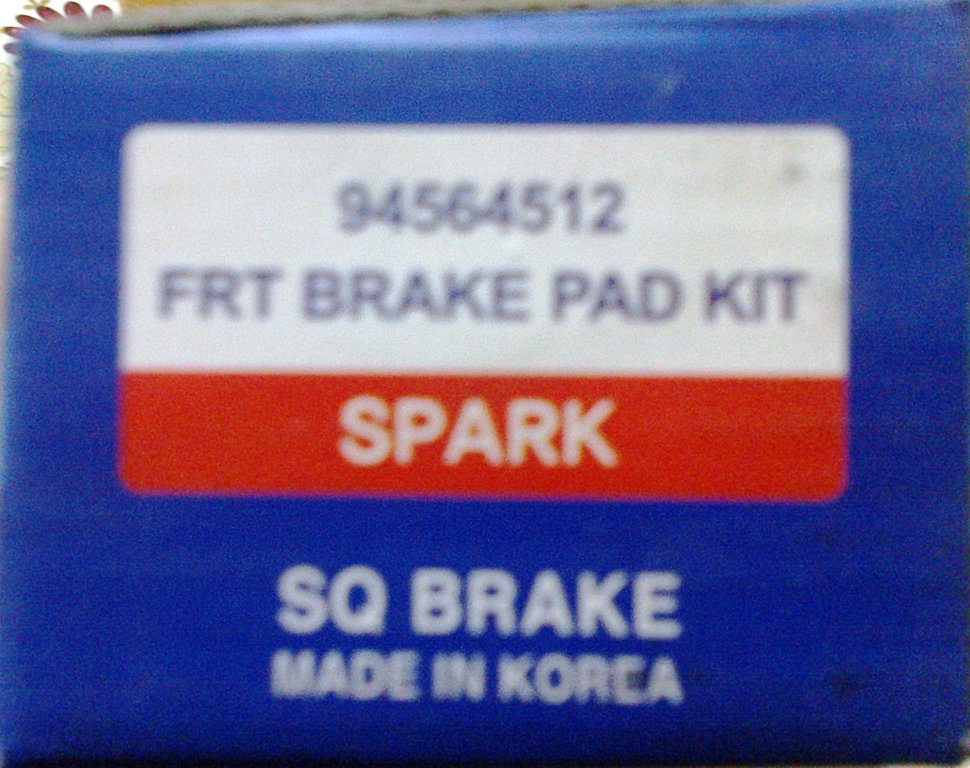 94564512
FRT BRAKE PAD KIT
SPARK
SQ BRAKE
MADE IN KOREA